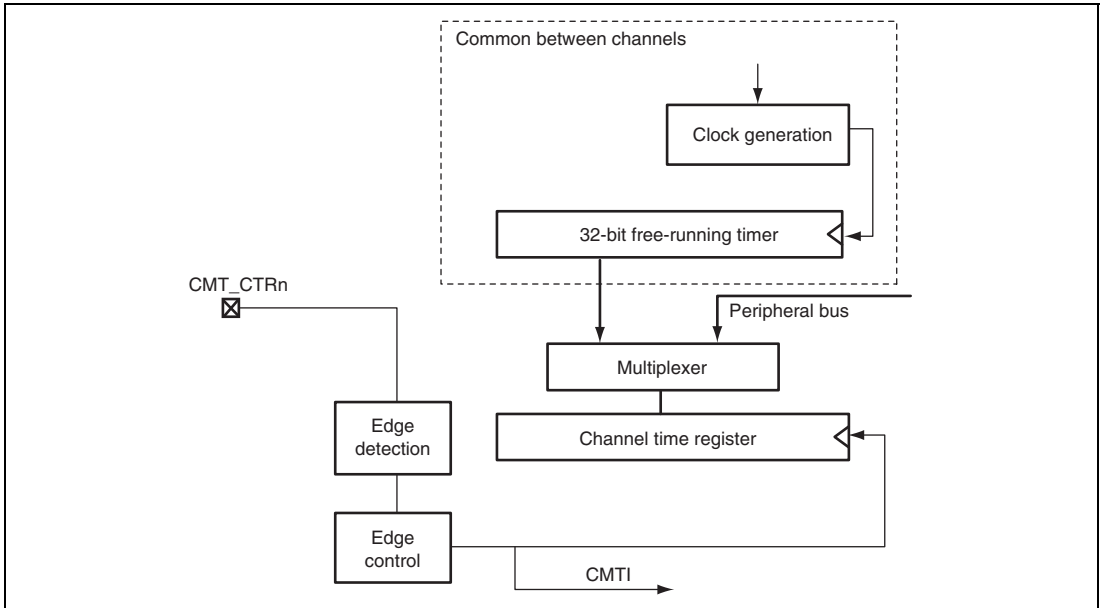 Common between channels
Clock generation
32-bit free-running timer
CMT_CTRn
Peripheral bus
Multiplexer
Edge
detection
Channel time register
Edge
control
CMTI